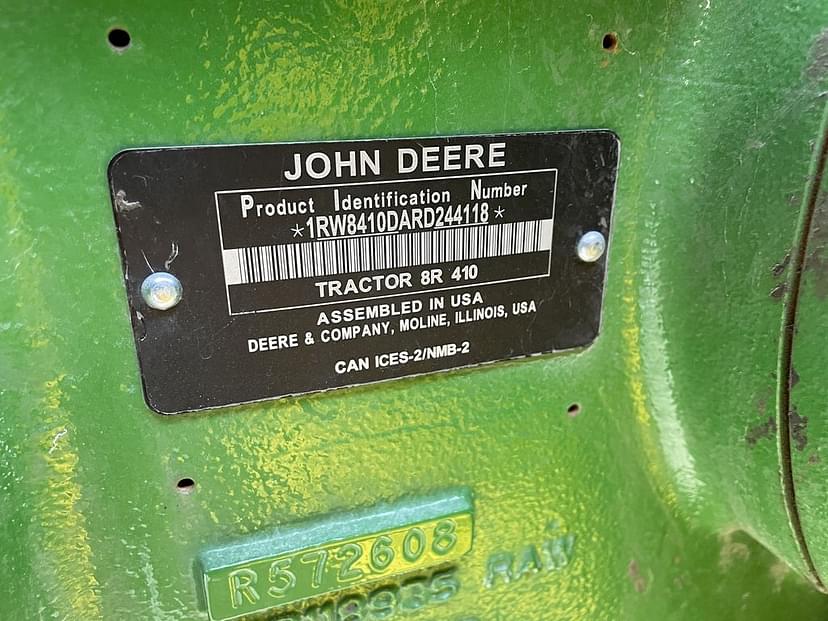 JOHN DEERE
Product Identification Number
*1RW8410DARD244118*
TRACTOR 8R 410
ASSEMBLED IN USA
DEERE & COMPANY, MOLINE, ILLINOIS, USA
CAN ICES-2/NMB-2
R572608
RAW